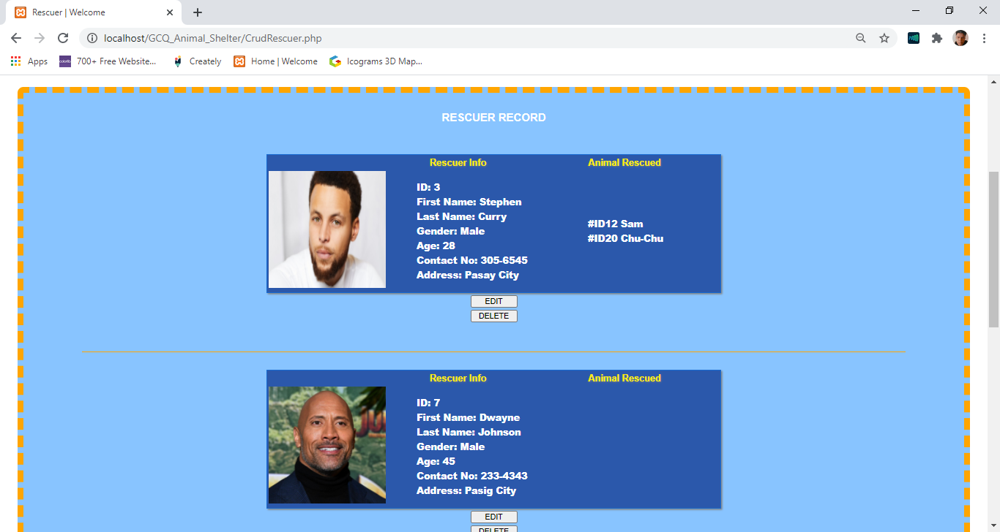 Rescuer | Welcome
localhost/GCQ_Animal_Shelter/CrudRescuer.php
Apps
colorlib
700+ Free Website...
Creately
Home | Welcome
Icograms 3D Map...
RESCUER RECORD
Rescuer Info
Animal Rescued
ID: 3
First Name: Stephen
Last Name: Curry
Gender: Male
Age: 28
Contact No: 305-6545
Address: Pasay City
#ID12 Sam
#ID20 Chu-Chu
EDIT
DELETE
Rescuer Info
Animal Rescued
ID: 7
First Name: Dwayne
Last Name: Johnson
Gender: Male
Age: 45
Contact No: 233-4343
Address: Pasig City
EDIT
DELETE